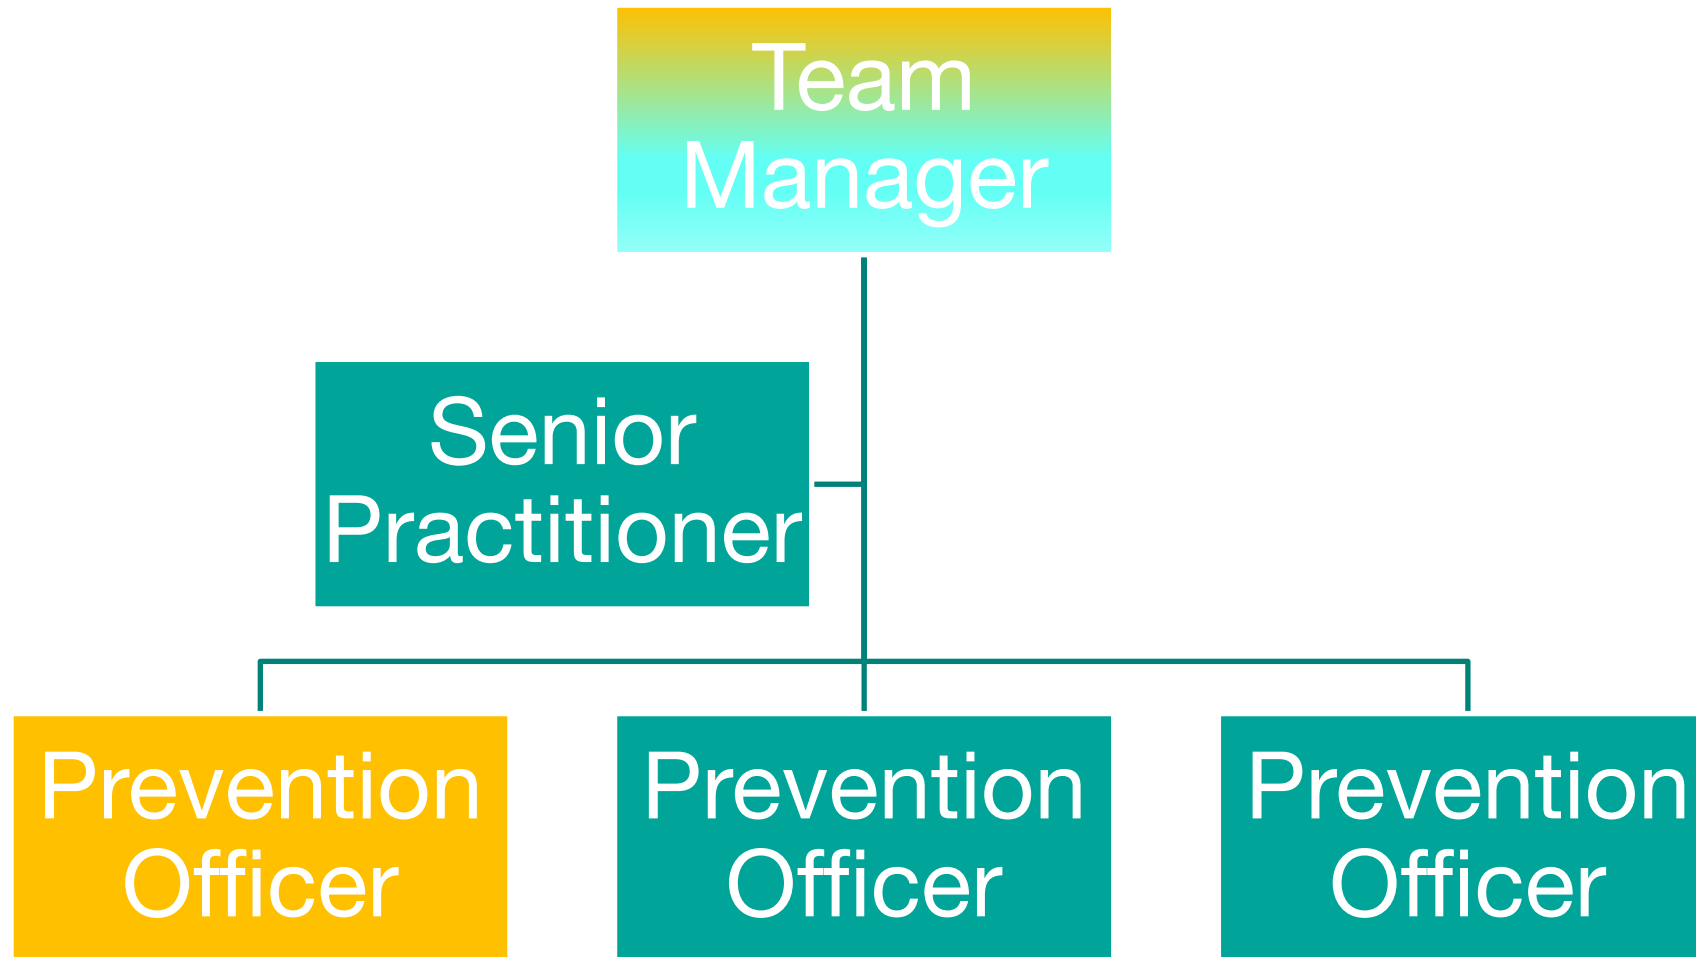 Team
Manager
Senior
Practitioner
Prevention
Officer
Prevention
Officer
Prevention
Officer